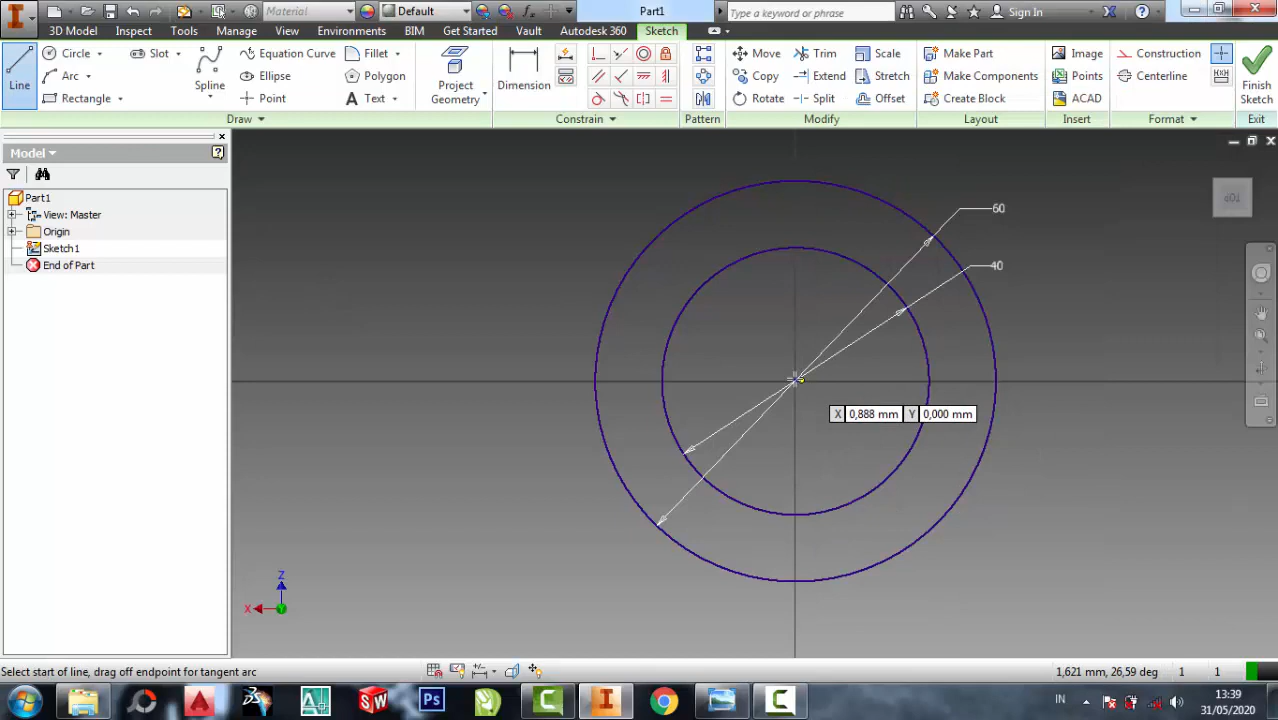 Material
Default
Part1
Type a keyword or phrase
Sign In
3D Model Inspect Tools Manage View Environments BIM Get Started Vault Autodesk 360 Sketch
Line
Circle
Arc
Rectangle
Slot
Spline
Equation Curve
Ellipse
Point
Fillet
Polygon
Text
Project
Geometry
Dimension
Move
Copy
Rotate
Trim
Extend
Split
Scale
Stretch
Offset
Make Part
Make Components
Create Block
Image
Points
ACAD
Construction
Centerline
Finish
Sketch
Draw Constrain Pattern Modify Layout Insert Format Exit
Model
Part1
View: Master
Origin
Sketch1
End of Part
60
40
X 0,888 mm Y 0,000 mm
Z
X
Y
Select start of line, drag off endpoint for tangent arc
1,621 mm, 26,59 deg 1 1
IN
13:39
31/05/2020